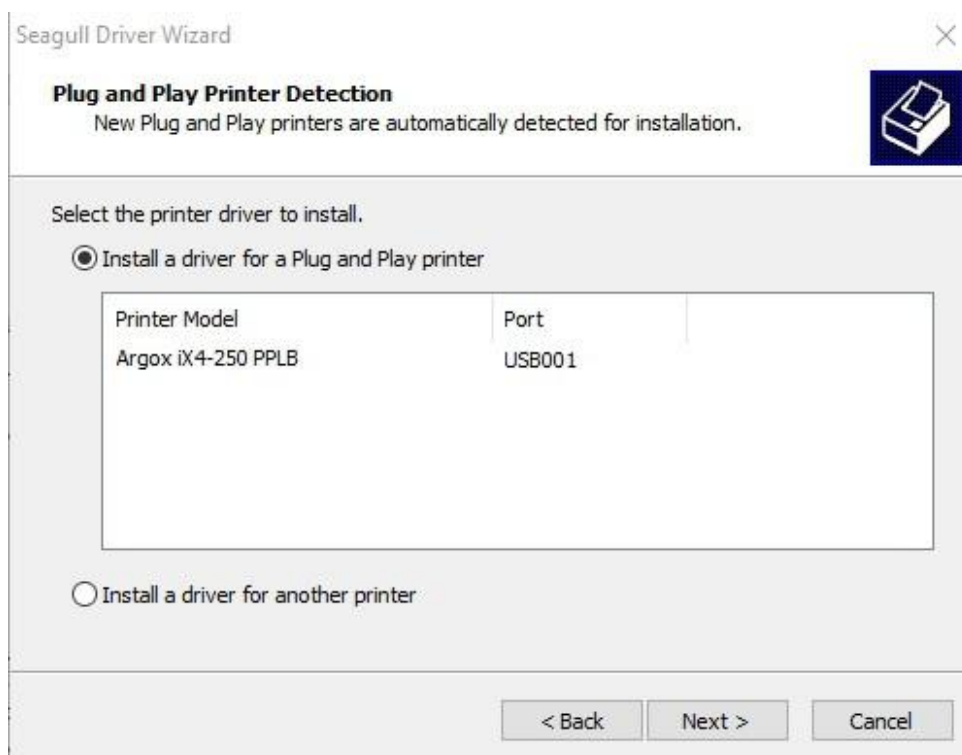 Seagull Driver Wizard
Plug and Play Printer Detection
New Plug and Play printers are automatically detected for installation.
Select the printer driver to install.
Install a driver for a Plug and Play printer
Printer Model Port
Argox iX4-250 PPLB USB001
Install a driver for another printer
< Back Next > Cancel